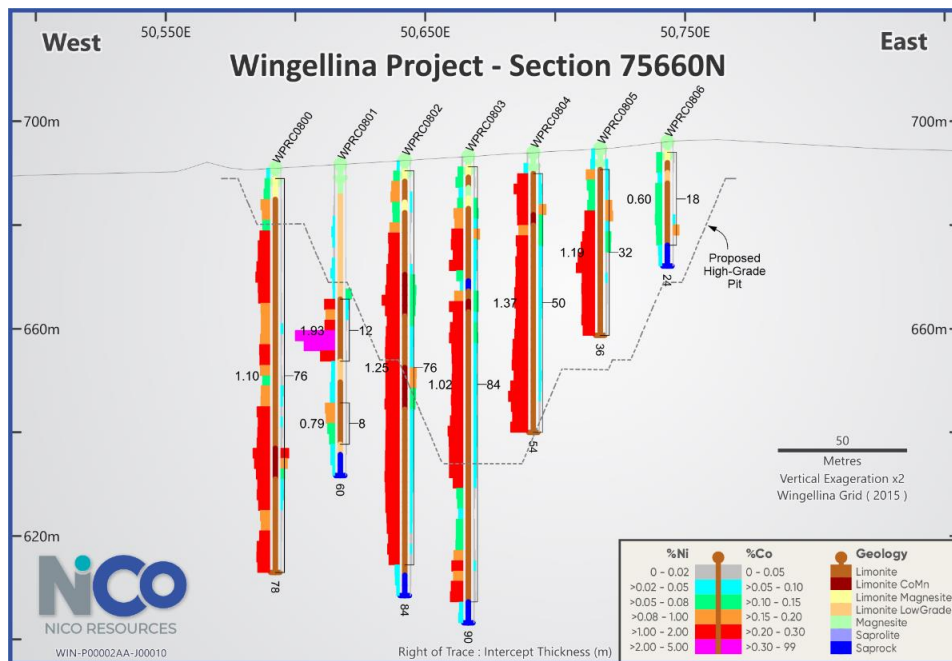 50,550E 50,650E 50,750E
West East
Wingellina Project - Section 75660N
700m 700m
WPRC0800 WPRC0801 WPRC0802 WPRC0803 WPRC0804 WPRC0805 WPRC0806
0.60 18
Proposed
High-Grade
Pit
1.19 32
24
660m 660m
1.93 12
1.37 50
36
1.10 76
1.25 76
1.02 84
0.79 8
54
60
50
Metres
Vertical Exageration x2
Wingellina Grid ( 2015 )
620m
78
84
90
NiCo
NICO RESOURCES
WIN-P00002AA-J00010
Right of Trace : Intercept Thickness (m)
%Ni %Co Geology
0 - 0.02 0 - 0.05 Limonite
>0.02 - 0.05 >0.05 - 0.10 Limonite CoMn
>0.05 - 0.08 >0.10 - 0.15 Limonite Magnesite
>0.08 - 1.00 >0.15 - 0.20 Limonite LowGrade
>1.00 - 2.00 >0.20 - 0.30 Magnesite
>2.00 - 5.00 >0.30 - 99 Saprolite
Saprock